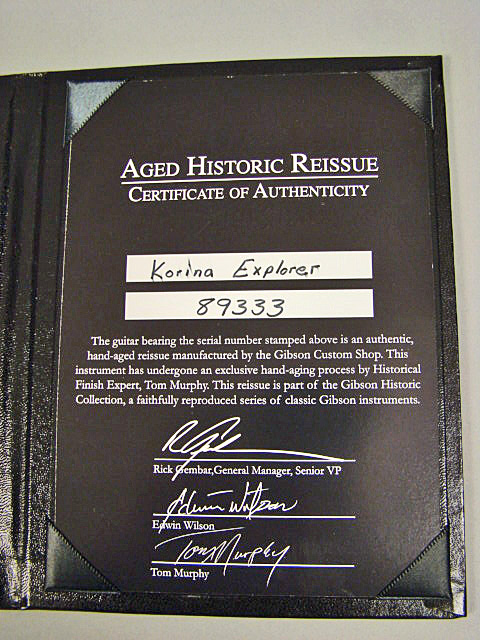 AGED HISTORIC REISSUE
CERTIFICATE OF AUTHENTICITY
Korina Explorer
89333
The guitar bearing the serial number stamped above is an authentic,
hand-aged reissue manufactured by the Gibson Custom Shop. This
instrument has undergone an exclusive hand-aging process by Historical
Finish Expert, Tom Murphy. This reissue is part of the Gibson Historic
Collection, a faithfully reproduced series of classic Gibson instruments.
Rick Gembar,General Manager, Senior VP
Edwin Wilson
Edwin Wilson
Tom Murphy
Tom Murphy